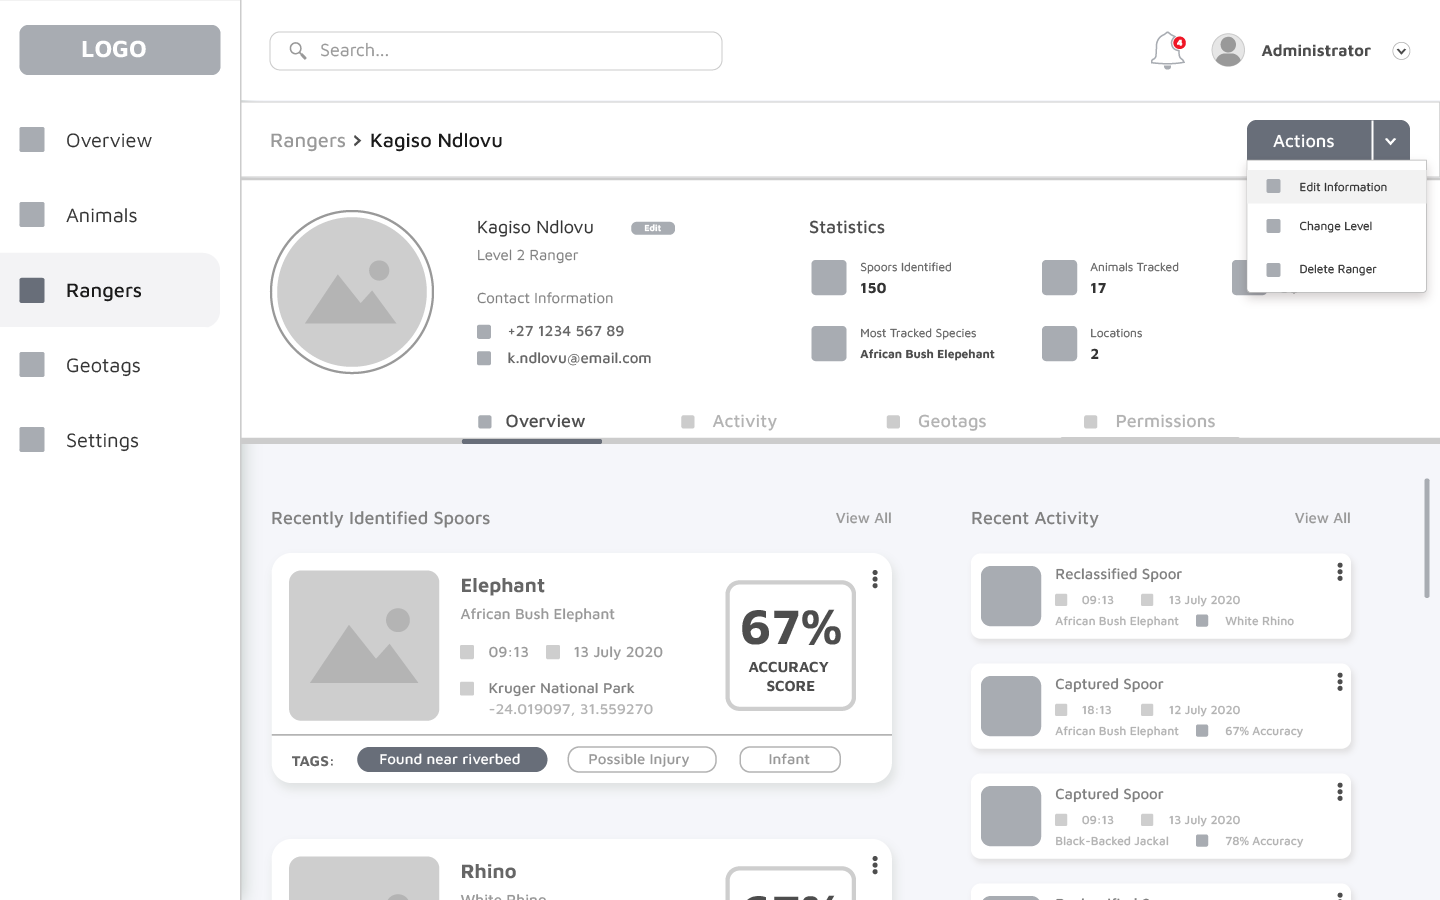 LOGO
Search...
4
Administrator
Overview
Animals
Rangers
Geotags
Settings
Rangers > Kagiso Ndlovu
Actions
Edit Information
Change Level
Delete Ranger
Kagiso Ndlovu
Edit
Level 2 Ranger
Contact Information
+27 1234 567 89
k.ndlovu@email.com
Statistics
Spoors Identified
150
Animals Tracked
17
Most Tracked Species
African Bush Elepehant
Locations
2
Overview
Activity
Geotags
Permissions
Recently Identified Spoors
View All
Elephant
African Bush Elephant
09:13 13 July 2020
Kruger National Park
-24.019097, 31.559270
67%
ACCURACY
SCORE
TAGS: Found near riverbed Possible Injury Infant
Rhino
White Rhino
67%
Recent Activity
View All
Reclassified Spoor
09:13 13 July 2020
African Bush Elephant White Rhino
Captured Spoor
18:13 12 July 2020
African Bush Elephant 67% Accuracy
Captured Spoor
09:13 13 July 2020
Black-Backed Jackal 78% Accuracy
Reclassified Spoor